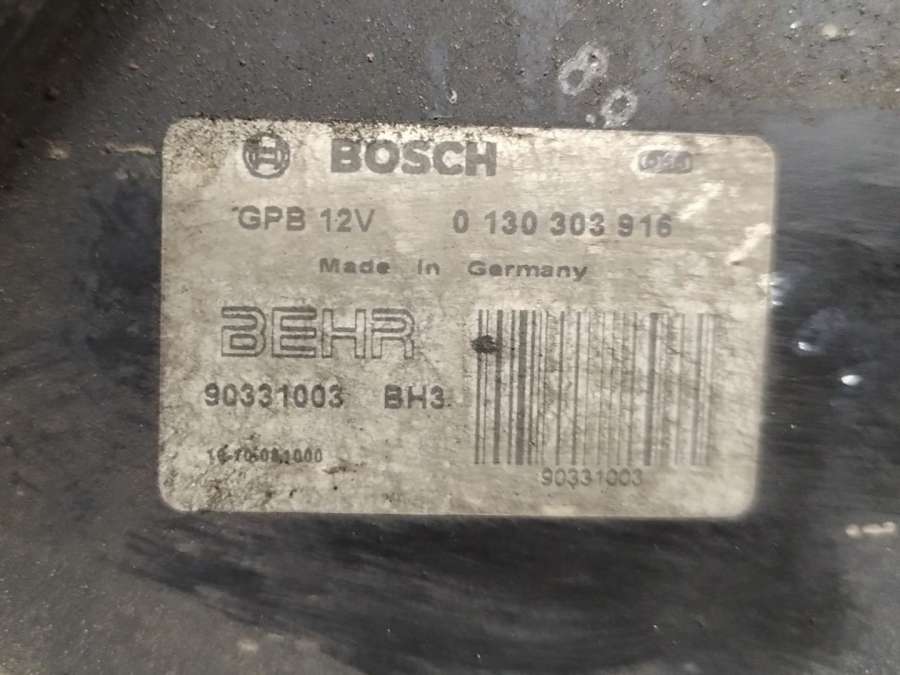 BOSCH
GPB 12V 0 130 303 916
Made in Germany
BEHR
90331003 BH3
90331003